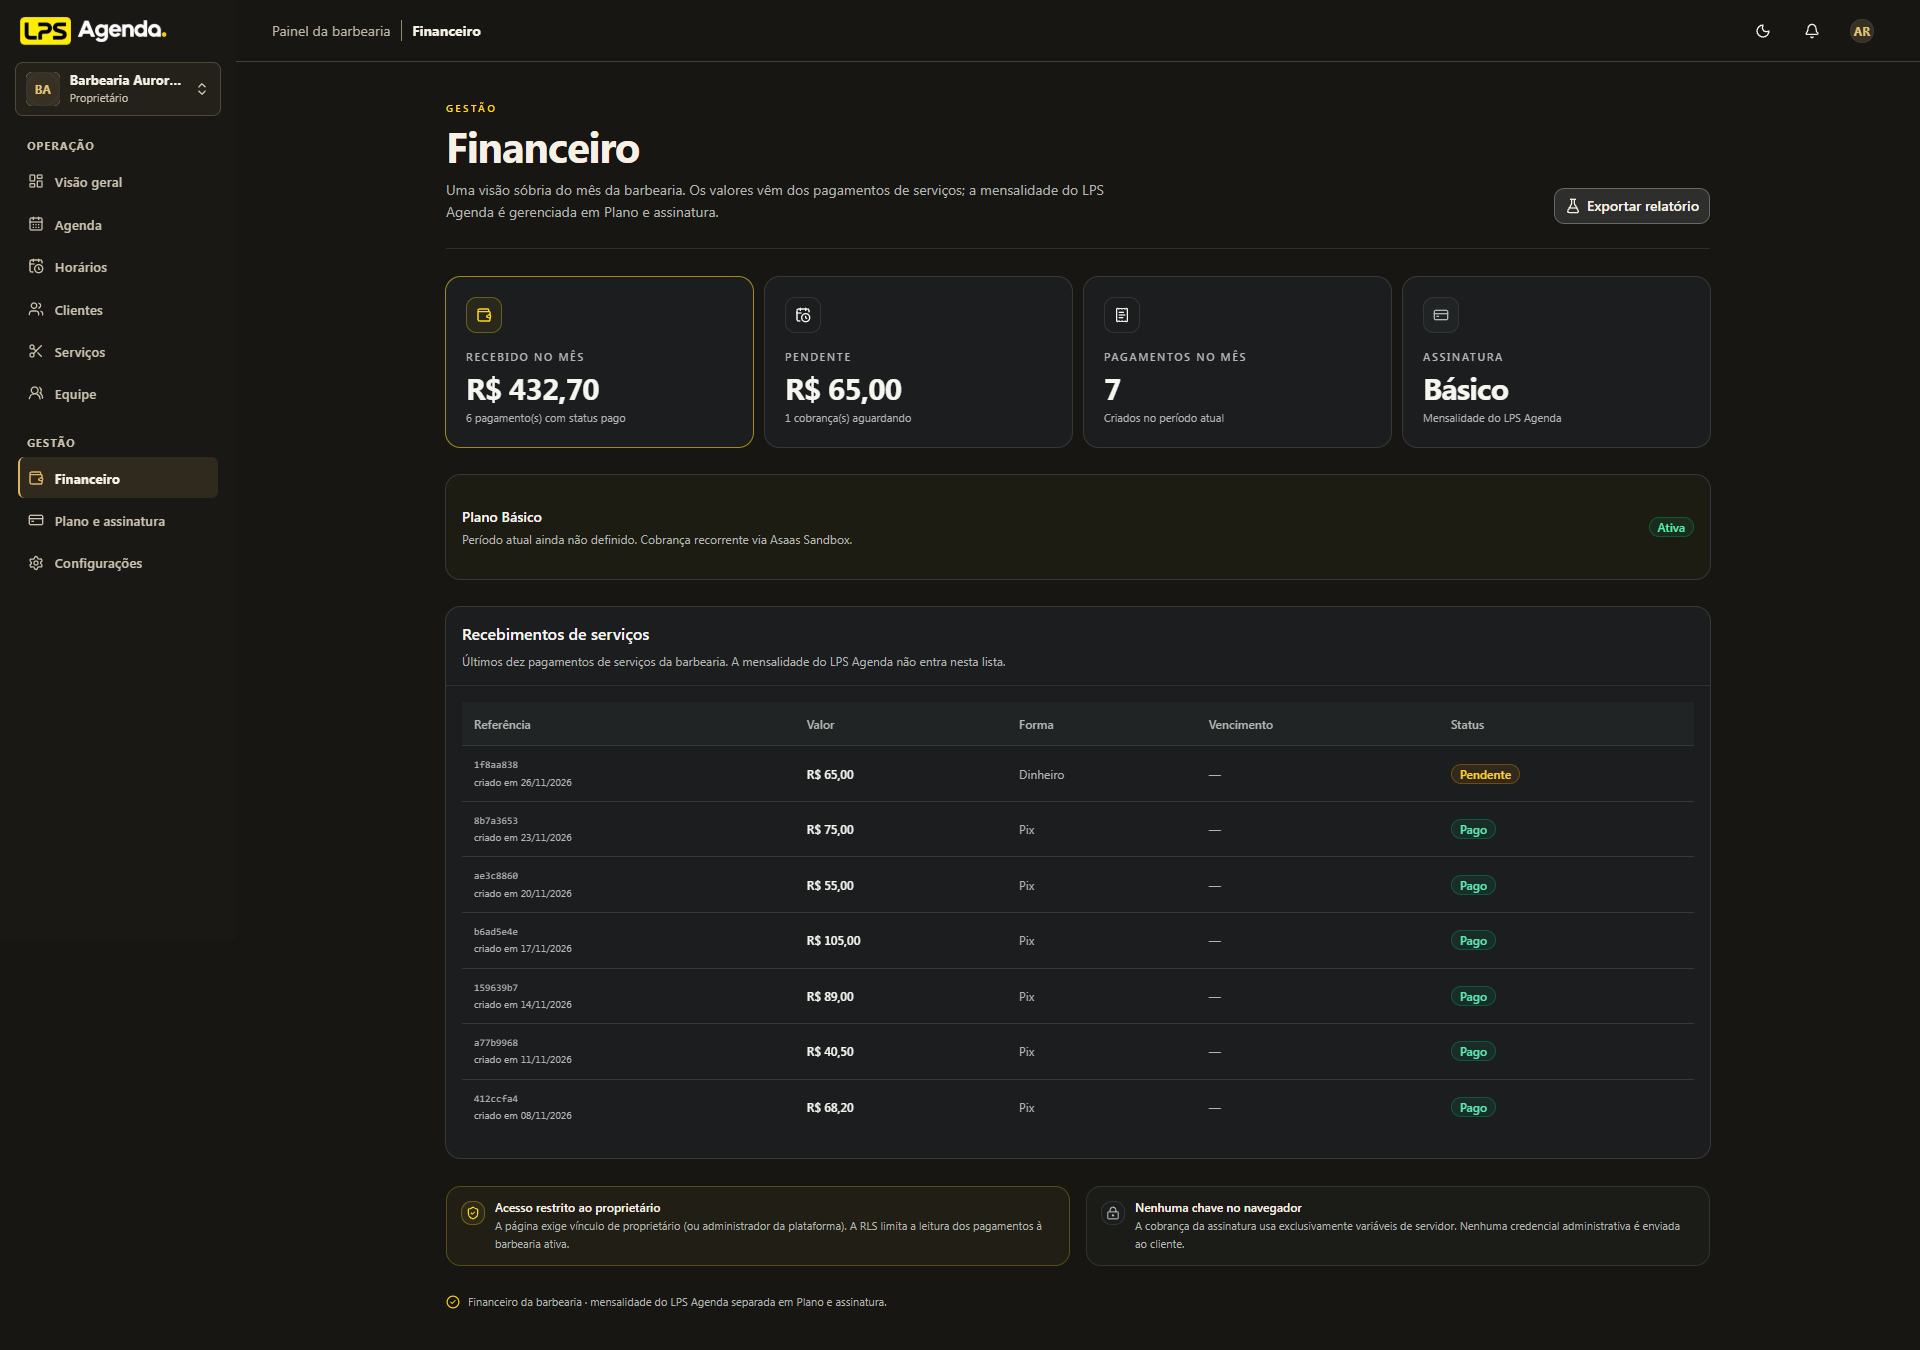 LPS Agenda.
BA
Barbearia Auror...
Proprietário
OPERAÇÃO
Visão geral
Agenda
Horários
Clientes
Serviços
Equipe
GESTÃO
Financeiro
Plano e assinatura
Configurações
Painel da barbearia
Financeiro
AR
GESTÃO
Financeiro
Uma visão sóbria do mês da barbearia. Os valores vêm dos pagamentos de serviços; a mensalidade do LPS
Agenda é gerenciada em Plano e assinatura.
Exportar relatório
RECEBIDO NO MÊS
R$ 432,70
6 pagamento(s) com status pago
PENDENTE
R$ 65,00
1 cobrança(s) aguardando
PAGAMENTOS NO MÊS
7
Criados no período atual
ASSINATURA
Básico
Mensalidade do LPS Agenda
Plano Básico
Período atual ainda não definido. Cobrança recorrente via Asaas Sandbox.
Ativa
Recebimentos de serviços
Últimos dez pagamentos de serviços da barbearia. A mensalidade do LPS Agenda não entra nesta lista.
Referência Valor Forma Vencimento Status
1f8aa838
criado em 26/11/2026
R$ 65,00 Dinheiro — Pendente
8b7a3653
criado em 23/11/2026
R$ 75,00 Pix — Pago
ae3c8860
criado em 20/11/2026
R$ 55,00 Pix — Pago
b6ad5e4e
criado em 17/11/2026
R$ 105,00 Pix — Pago
159639b7
criado em 14/11/2026
R$ 89,00 Pix — Pago
a77b9968
criado em 11/11/2026
R$ 40,50 Pix — Pago
412ccfa4
criado em 08/11/2026
R$ 68,20 Pix — Pago
Acesso restrito ao proprietário
A página exige vínculo de proprietário (ou administrador da plataforma). A RLS limita a leitura dos pagamentos à
barbearia ativa.
Nenhuma chave no navegador
A cobrança da assinatura usa exclusivamente variáveis de servidor. Nenhuma credencial administrativa é enviada
ao cliente.
Financeiro da barbearia · mensalidade do LPS Agenda separada em Plano e assinatura.